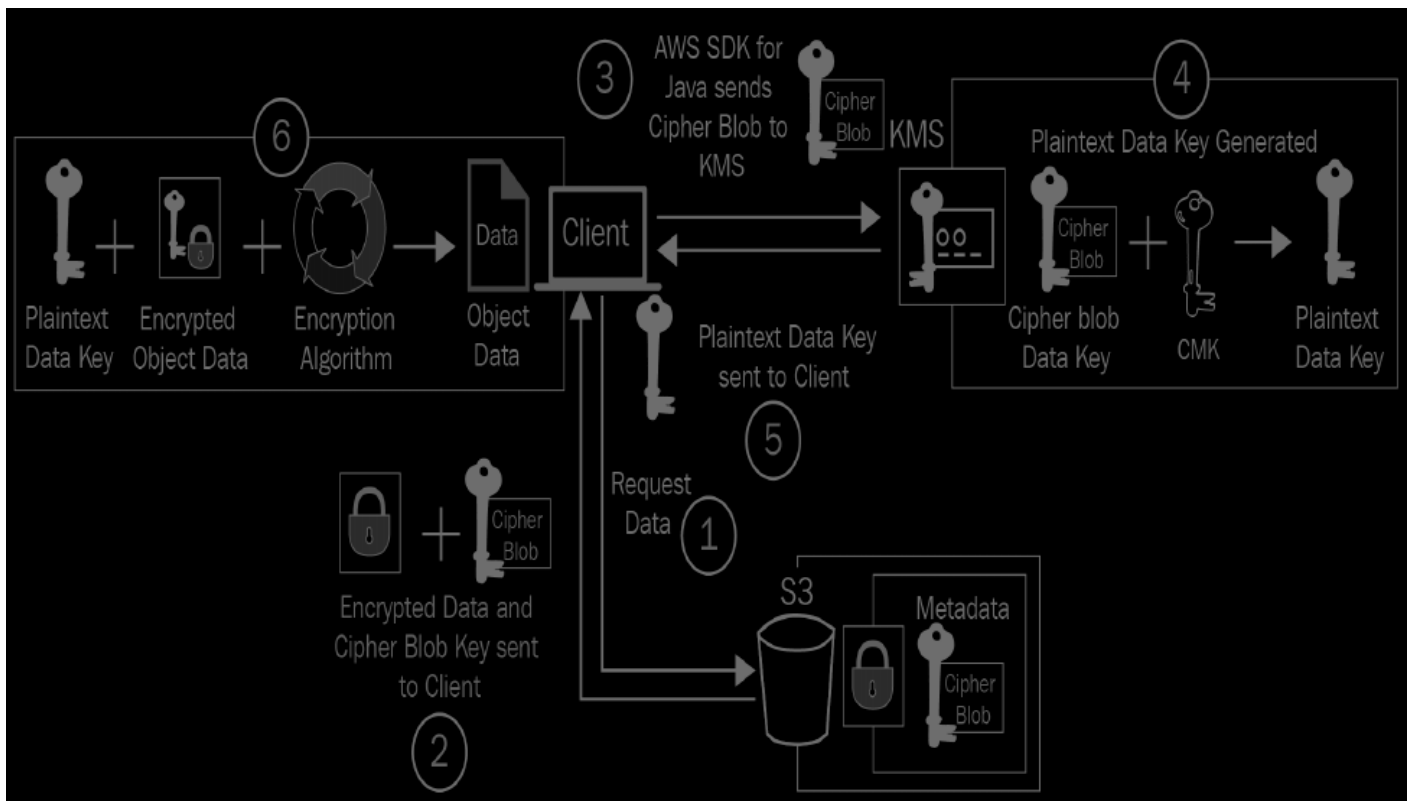 3
AWS SDK for
Java sends
Cipher Blob to
KMS
Cipher
Blob
KMS
4
Plaintext Data Key Generated
Cipher
Blob
Cipher blob
Data Key
CMK
Plaintext
Data Key
6
Plaintext
Data Key
Encrypted
Object Data
Encryption
Algorithm
Data
Object
Data
Client
Plaintext Data Key
sent to Client
5
Request
Data
1
Cipher
Blob
Encrypted Data and
Cipher Blob Key sent
to Client
2
S3
Metadata
Cipher
Blob